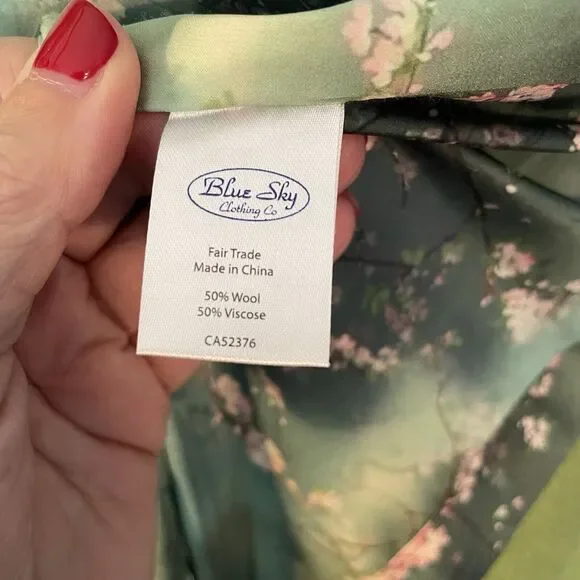 Blue Sky
Clothing Co
Fair Trade
Made in China
50% Wool
50% Viscose
CA52376